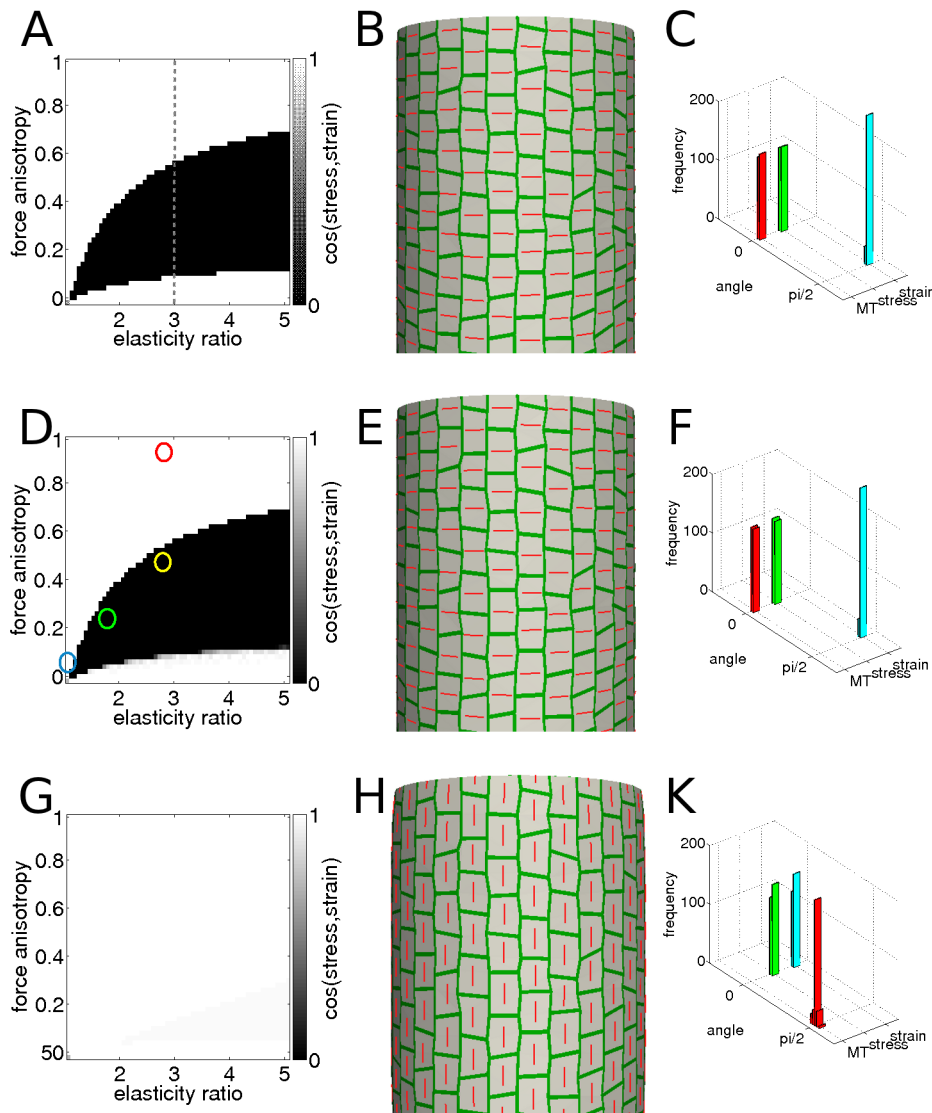 A
B
C
1
0.8
0.6
0.4
0.2
0
force anisotropy
2
3
4
5
elasticity ratio
1
0
cos(stress,strain)
200
100
0
frequency
0
pi/2
angle
MT
stress
strain
D
E
F
1
0.8
0.6
0.4
0.2
0
force anisotropy
2
3
4
5
elasticity ratio
1
0
cos(stress,strain)
200
100
0
frequency
0
pi/2
angle
MT
stress
strain
G
H
K
1
0.8
0.6
0.4
0.2
50
force anisotropy
2
3
4
5
elasticity ratio
1
0
cos(stress,strain)
200
100
0
frequency
0
pi/2
angle
MT
stress
strain